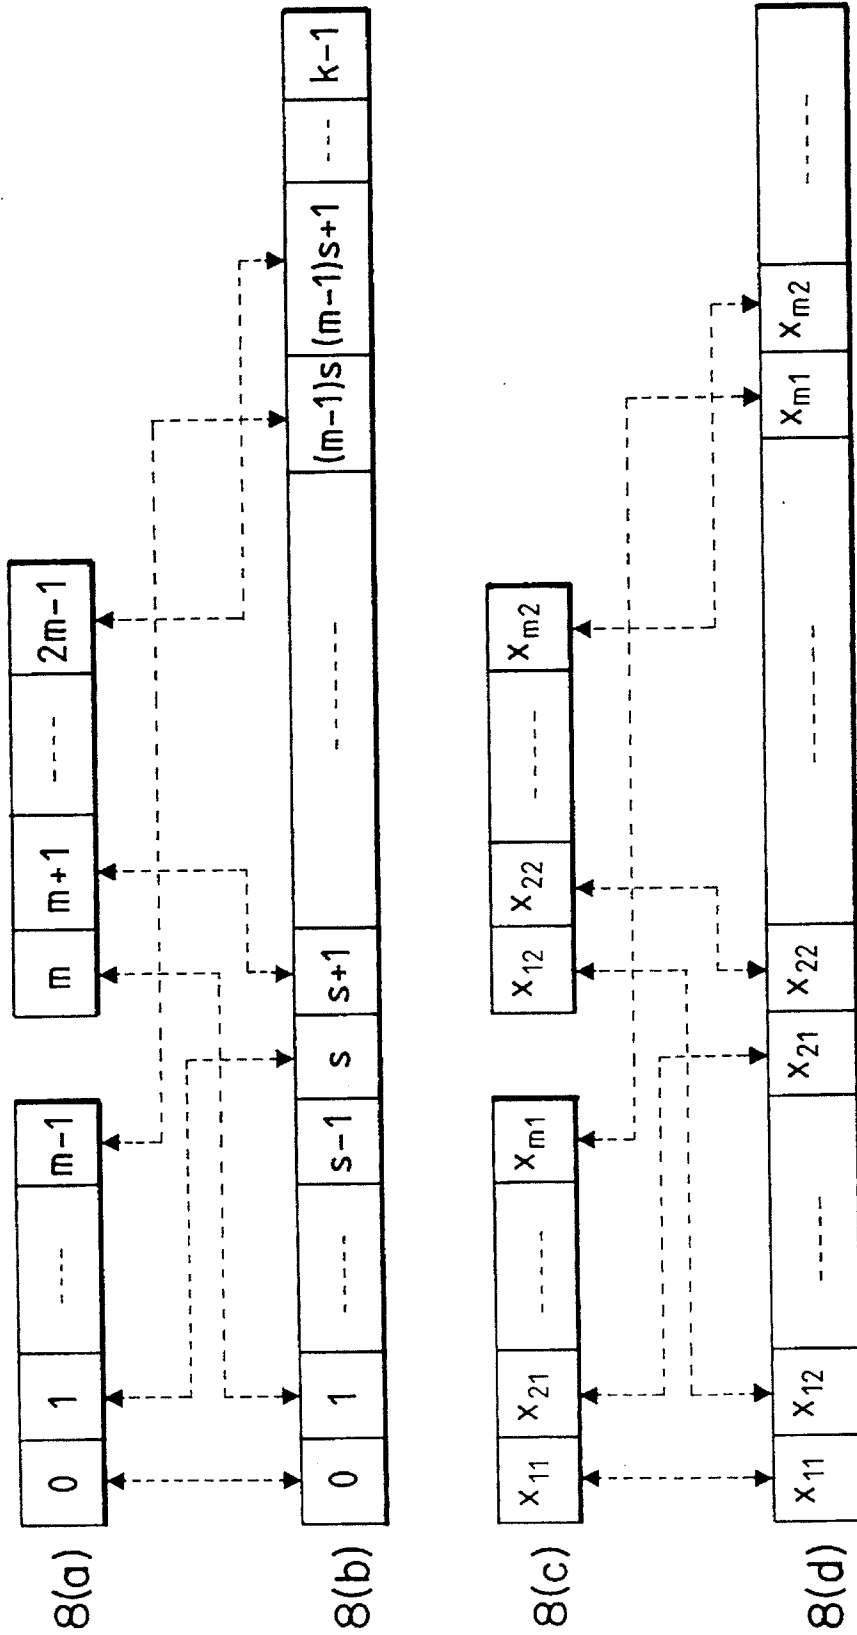 8(a) 0 1 ----- m-1 m m+1 ----- 2m-1
8(b) 0 1 ----- s-1 s s+1 ------- (m-1)s (m-1)s+1 ---- k-1
8(c) x11 x21 ----- xm1 x12 x22 ----- xm2
8(d) x11 x12 ----- x21 x22 ------- xm1 xm2 ------